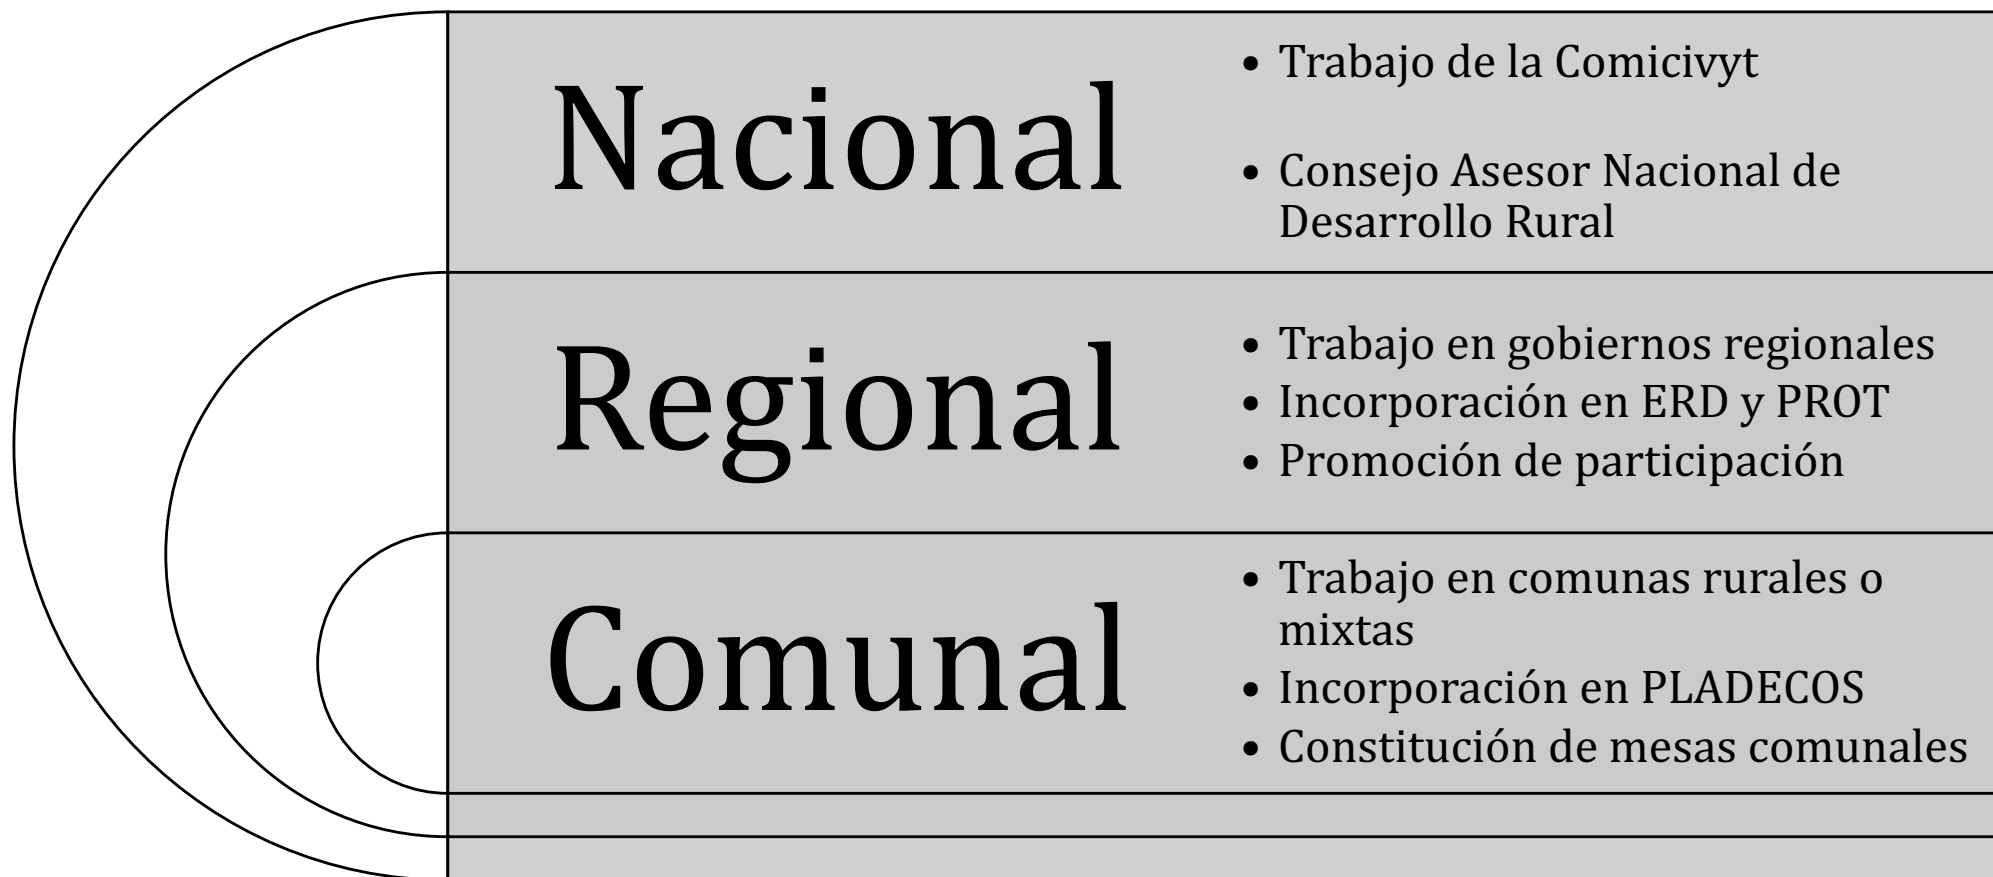 Nacional
• Trabajo de la Comicivyt
• Consejo Asesor Nacional de
Desarrollo Rural
Regional
• Trabajo en gobiernos regionales
• Incorporación en ERD y PROT
• Promoción de participación
Comunal
• Trabajo en comunas rurales o
mixtas
• Incorporación en PLADECOS
• Constitución de mesas comunales